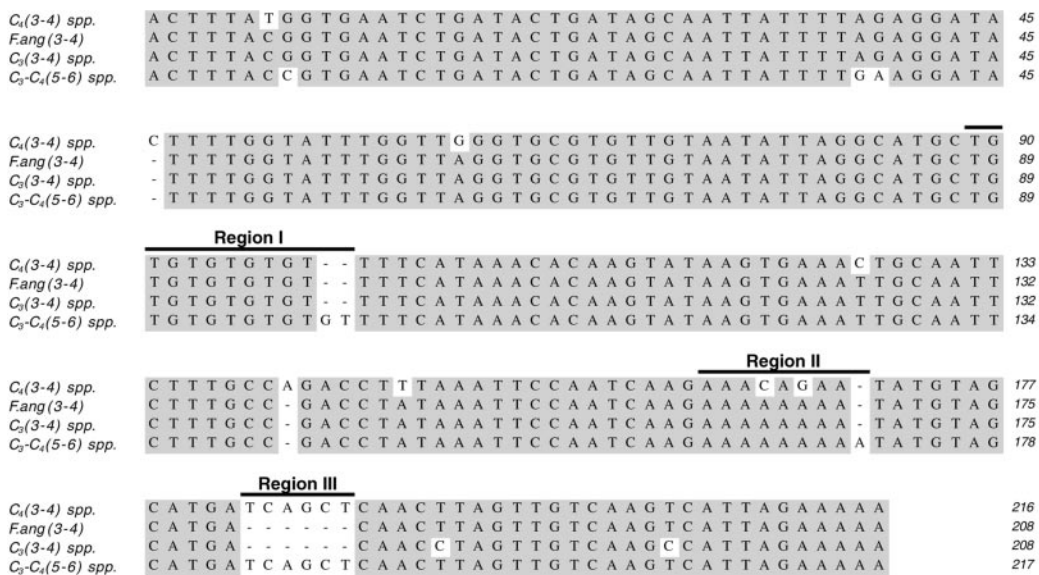 C₄(3-4) spp. A C T T T A T G G T G A A T C T G A T A C T G A T A G C A A T T A T T T T A G A G G A T A 45
F.ang(3-4) A C T T T A C G G T G A A T C T G A T A C T G A T A G C A A T T A T T T T A G A G G A T A 45
C₃(3-4) spp. A C T T T A C G G T G A A T C T G A T A C T G A T A G C A A T T A T T T T A G A G G A T A 45
C₃-C₄(5-6) spp. A C T T T A C C G T G A A T C T G A T A C T G A T A G C A A T T A T T T T G A A G G A T A 45
C₄(3-4) spp. C T T T T G G T A T T T G G T T G G G T G C G T G T T G T A A T A T T A G G C A T G C T G 90
F.ang(3-4) - T T T T G G T A T T T G G T T A G G T G C G T G T T G T A A T A T T A G G C A T G C T G 89
C₃(3-4) spp. - T T T T G G T A T T T G G T T A G G T G C G T G T T G T A A T A T T A G G C A T G C T G 89
C₃-C₄(5-6) spp. - T T T T G G T A T T T G G T T A G G T G C G T G T T G T A A T A T T A G G C A T G C T G 89
Region I
C₄(3-4) spp. T G T G T G T G T - - T T T C A T A A A C A C A A G T A T A A G T G A A A C T G C A A T T 133
F.ang(3-4) T G T G T G T G T - - T T T C A T A A A C A C A A G T A T A A G T G A A A T T G C A A T T 132
C₃(3-4) spp. T G T G T G T G T - - T T T C A T A A A C A C A A G T A T A A G T G A A A T T G C A A T T 132
C₃-C₄(5-6) spp. T G T G T G T G T G T T T T C A T A A A C A C A A G T A T A A G T G A A A T T G C A A T T 134
Region II
C₄(3-4) spp. C T T T G C C A G A C C T T T A A A T T C C A A T C A A G A A A C A G A A - T A T G T A G 177
F.ang(3-4) C T T T G C C - G A C C T A T A A A T T C C A A T C A A G A A A A A A A A - T A T G T A G 175
C₃(3-4) spp. C T T T G C C - G A C C T A T A A A T T C C A A T C A A G A A A A A A A A - T A T G T A G 175
C₃-C₄(5-6) spp. C T T T G C C - G A C C T A T A A A T T C C A A T C A A G A A A A A A A A A T A T G T A G 178
Region III
C₄(3-4) spp. C A T G A T C A G C T C A A C T T A G T T G T C A A G T C A T T A G A A A A A 216
F.ang(3-4) C A T G A - - - - - - C A A C T T A G T T G T C A A G T C A T T A G A A A A A 208
C₃(3-4) spp. C A T G A - - - - - - C A A C C T A G T T G T C A A G C C A T T A G A A A A A 208
C₃-C₄(5-6) spp. C A T G A T C A G C T C A A C T T A G T T G T C A A G T C A T T A G A A A A A 217